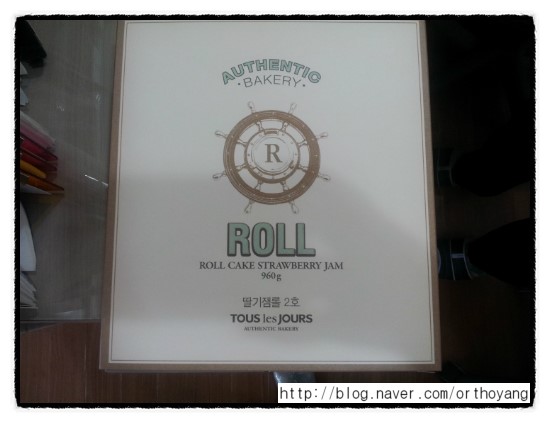 AUTHENTIC
·BAKERY·
R
ROLL
ROLL CAKE STRAWBERRY JAM
960g
딸기잼롤 2호
TOUS les JOURS
AUTHENTIC BAKERY
http://blog.naver.com/orthoyang